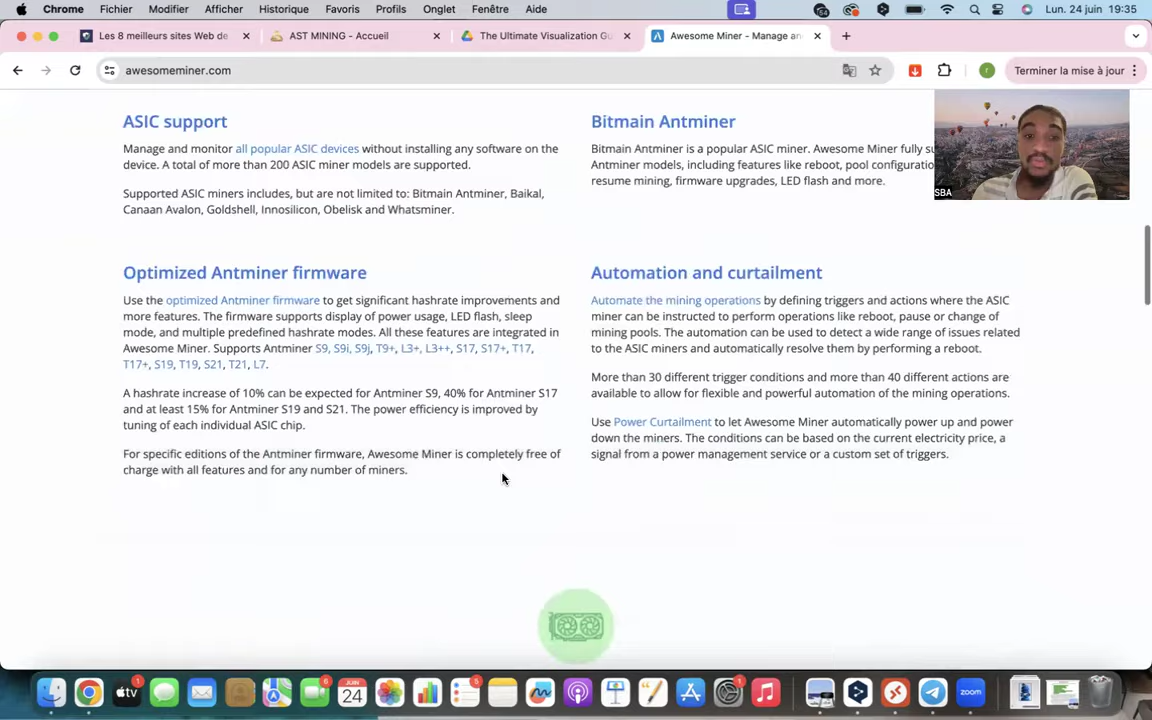 Chrome Fichier Modifier Afficher Historique Favoris Profils Onglet Fenêtre Aide Lun. 24 juin 19:35
Les 8 meilleurs sites Web de AST MINING - Accueil The Ultimate Visualization Gu Awesome Miner - Manage an
awesomeminer.com Terminer la mise à jour
ASIC support
Manage and monitor all popular ASIC devices without installing any software on the
device. A total of more than 200 ASIC miner models are supported.
Supported ASIC miners includes, but are not limited to: Bitmain Antminer, Baikal,
Canaan Avalon, Goldshell, Innosilicon, Obelisk and Whatsminer.
Bitmain Antminer
Bitmain Antminer is a popular ASIC miner. Awesome Miner fully
Antminer models, including features like reboot, pool
resume mining, firmware upgrades, LED flash and more.
SBA
Optimized Antminer firmware
Use the optimized Antminer firmware to get significant hashrate improvements and
more features. The firmware supports display of power usage, LED flash, sleep
mode, and multiple predefined hashrate modes. All these features are integrated in
Awesome Miner. Supports Antminer S9, S9i, S9j, T9+, L3+, L3++, S17, S17+, T17,
T17+, S19, T19, S21, T21, L7.
A hashrate increase of 10% can be expected for Antminer S9, 40% for Antminer S17
and at least 15% for Antminer S19 and S21. The power efficiency is improved by
tuning of each individual ASIC chip.
For specific editions of the Antminer firmware, Awesome Miner is completely free of
charge with all features and for any number of miners.
Automation and curtailment
Automate the mining operations by defining triggers and actions where the ASIC
miner can be instructed to perform operations like reboot, pause or change of
mining pools. The automation can be used to detect a wide range of issues related
to the ASIC miners and automatically resolve them by performing a reboot.
More than 30 different trigger conditions and more than 40 different actions are
available to allow for flexible and powerful automation of the mining operations.
Use Power Curtailment to let Awesome Miner automatically power up and power
down the miners. The conditions can be based on the current electricity price, a
signal from a power management service or a custom set of triggers.
tv
JUIN
24
zoom